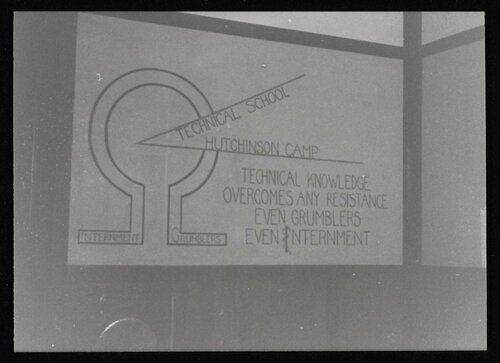 TECHNICAL SCHOOL
HUTCHINSON CAMP
TECHNICAL KNOWLEDGE
OVERCOMES ANY RESISTANCE
EVEN GRUMBLERS
EVEN INTERNMENT
INTERNMENT
GRUMBLERS